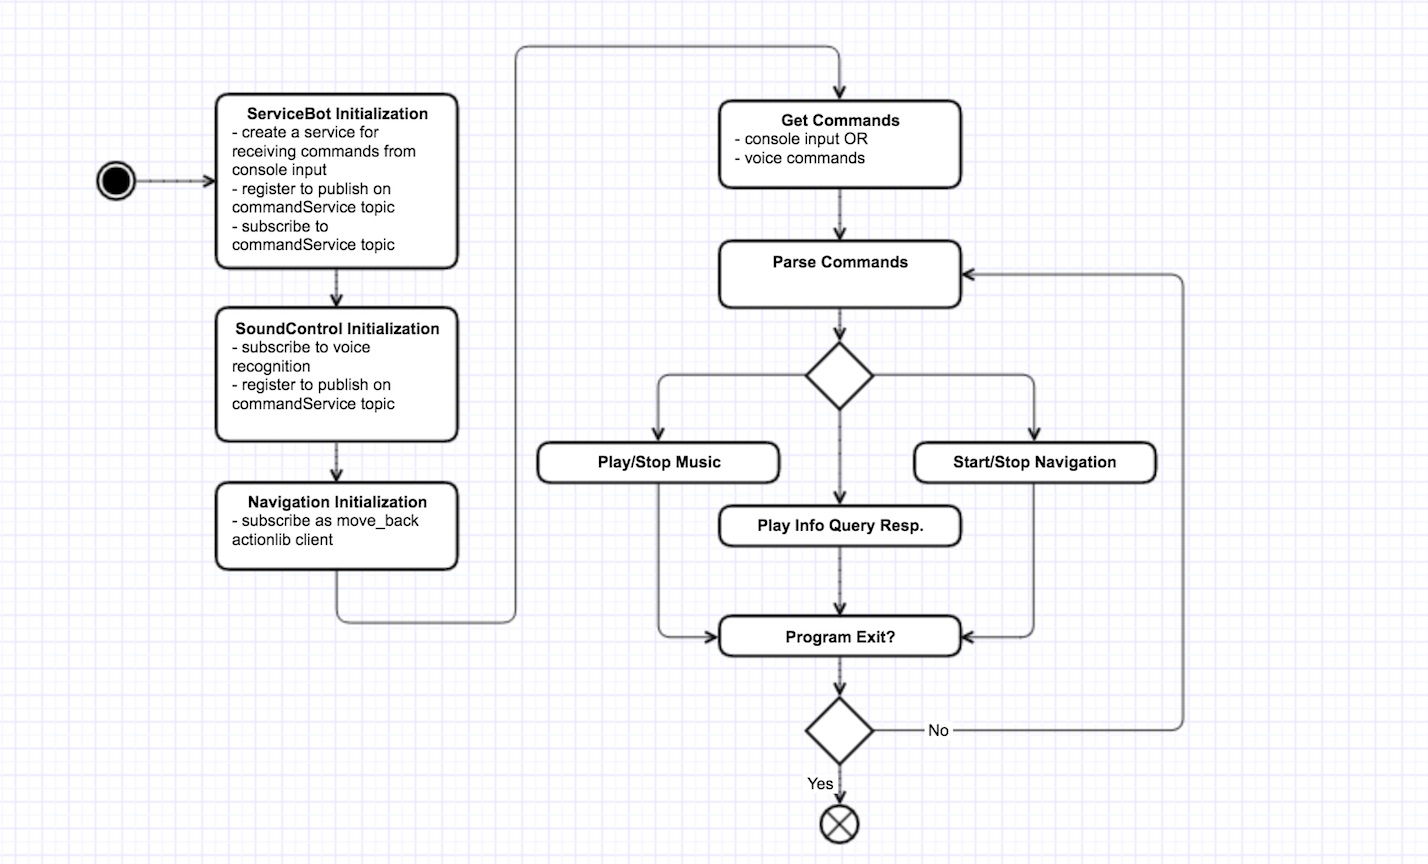 ServiceBot Initialization
- create a service for
receiving commands from
console input
- register to publish on
commandService topic
- subscribe to
commandService topic
SoundControl Initialization
- subscribe to voice
recognition
- register to publish on
commandService topic
Navigation Initialization
- subscribe as move_back
actionlib client
Get Commands
- console input OR
- voice commands
Parse Commands
Play/Stop Music
Start/Stop Navigation
Play Info Query Resp.
Program Exit?
No
Yes